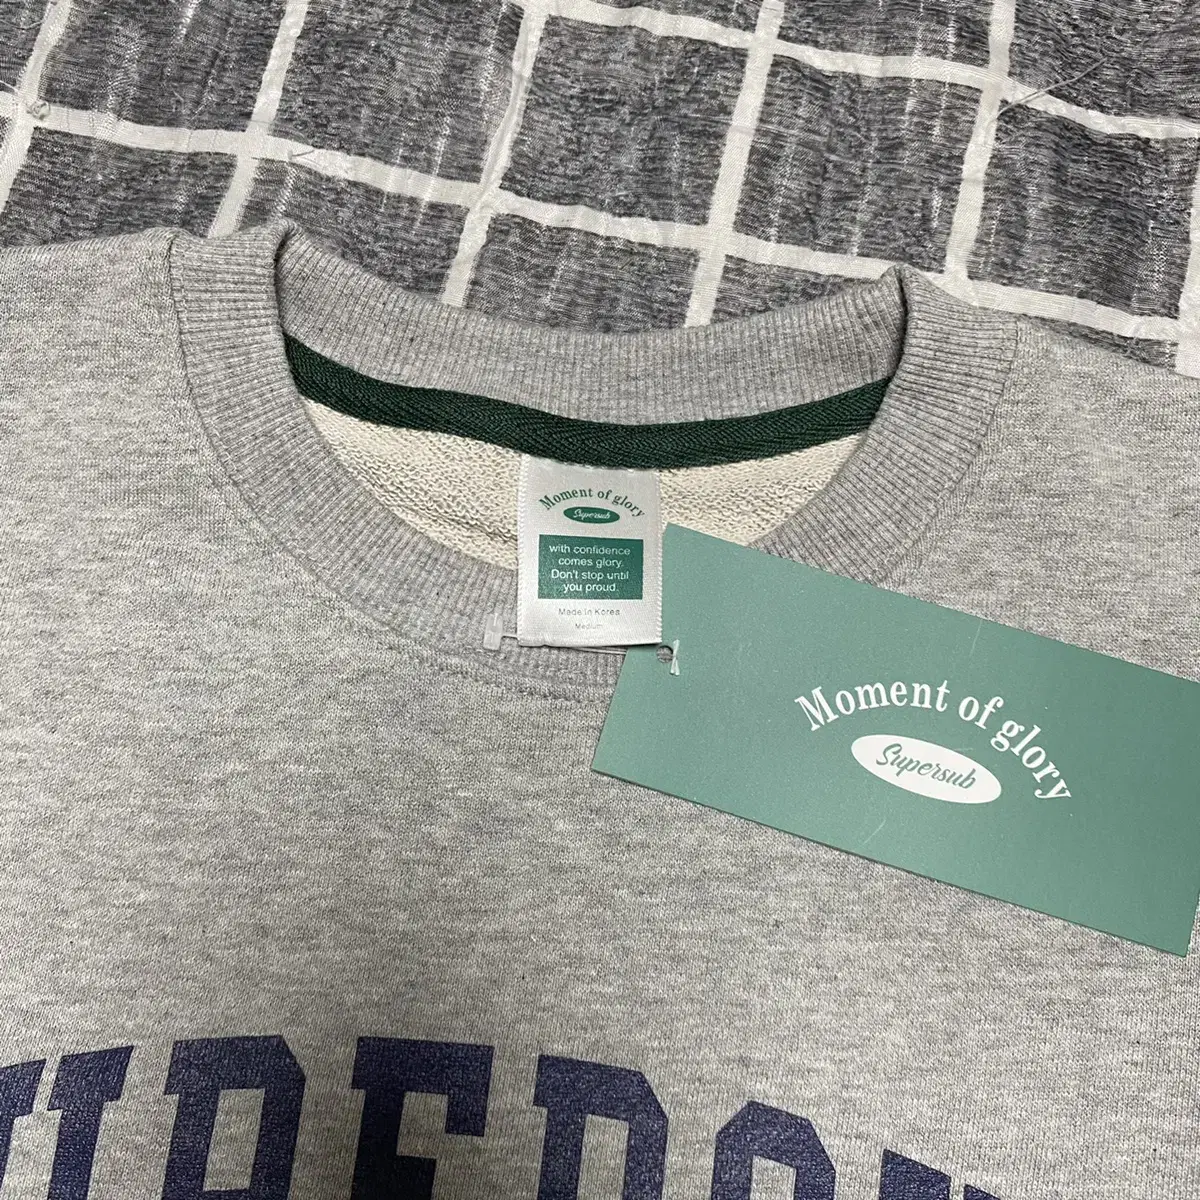 Moment of glory
Supersub
with confidence
comes glory.
Don't stop until
you proud.
Made In Korea
Medium
Moment of glory
Supersub